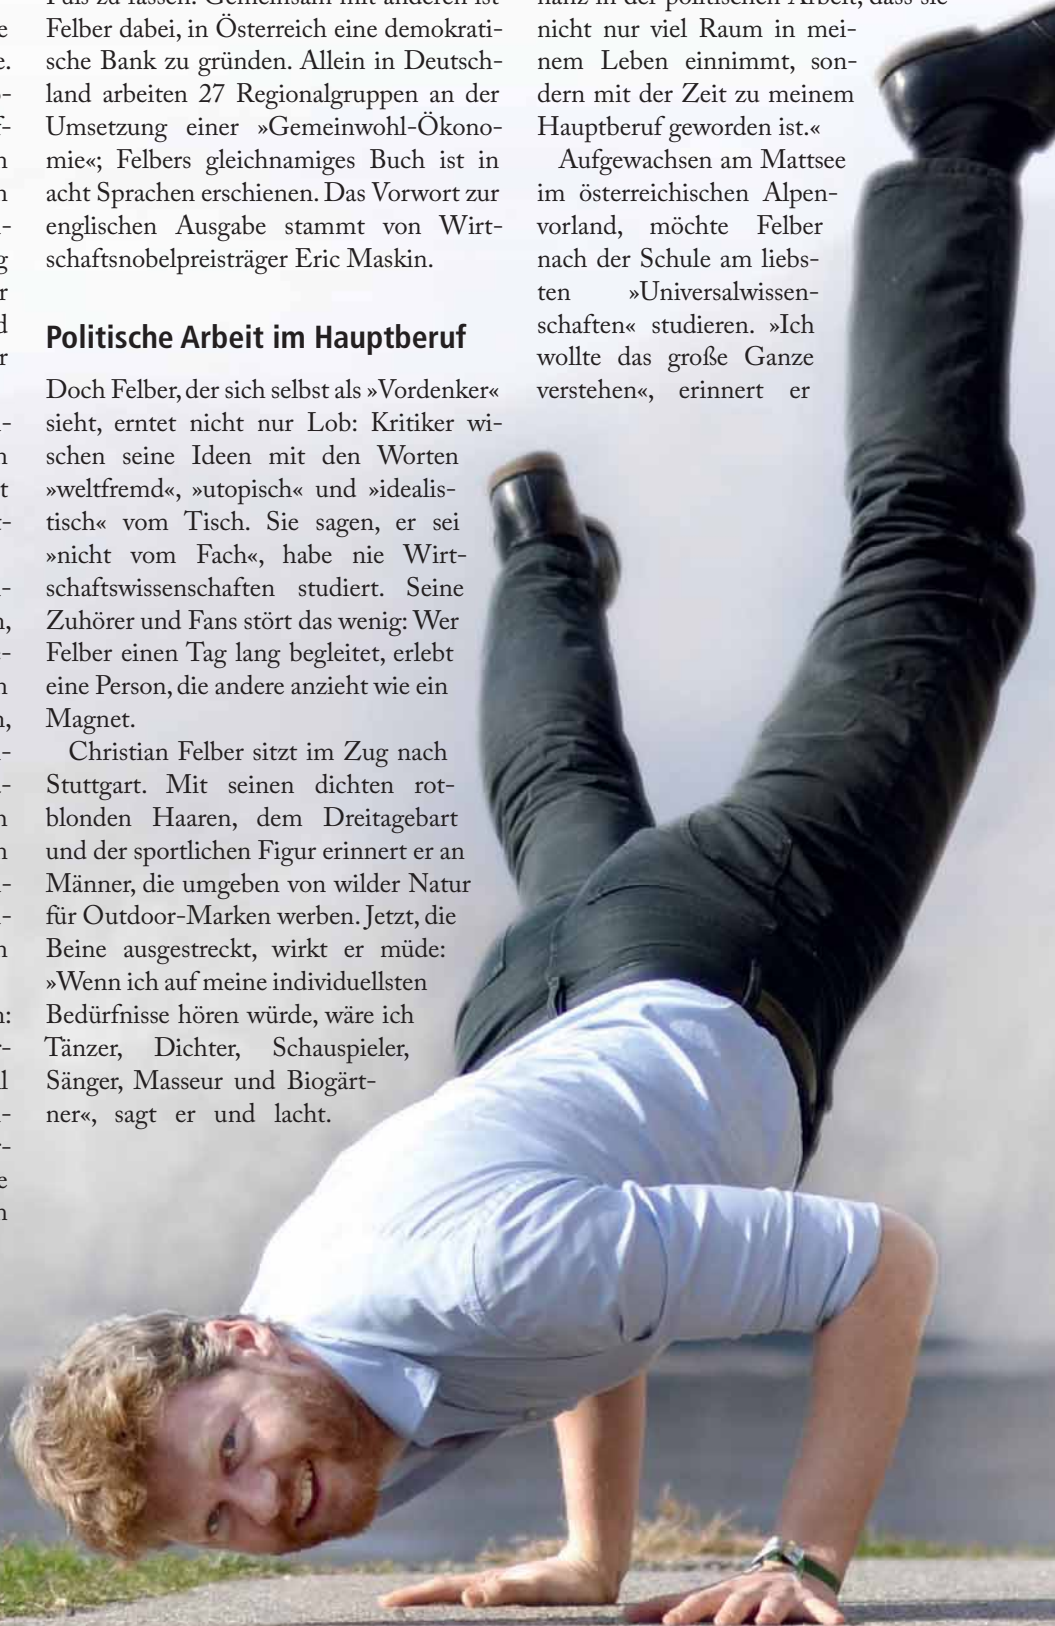 Felber dabei, in Österreich eine demokrati-
sche Bank zu gründen. Allein in Deutsch-
land arbeiten 27 Regionalgruppen an der
Umsetzung einer »Gemeinwohl-Ökono-
mie«; Felbers gleichnamiges Buch ist in
acht Sprachen erschienen. Das Vorwort zur
englischen Ausgabe stammt von Wirt-
schaftsnobelpreisträger Eric Maskin.
Politische Arbeit im Hauptberuf
Doch Felber, der sich selbst als »Vordenker«
sieht, erntet nicht nur Lob: Kritiker wi-
schen seine Ideen mit den Worten
»weltfremd«, »utopisch« und »idealis-
tisch« vom Tisch. Sie sagen, er sei
»nicht vom Fach«, habe nie Wirt-
schaftswissenschaften studiert. Seine
Zuhörer und Fans stört das wenig: Wer
Felber einen Tag lang begleitet, erlebt
eine Person, die andere anzieht wie ein
Magnet.
Christian Felber sitzt im Zug nach
Stuttgart. Mit seinen dichten rot-
blonden Haaren, dem Dreitagebart
und der sportlichen Figur erinnert er an
Männer, die umgeben von wilder Natur
für Outdoor-Marken werben. Jetzt, die
Beine ausgestreckt, wirkt er müde:
»Wenn ich auf meine individuellsten
Bedürfnisse hören würde, wäre ich
Tänzer, Dichter, Schauspieler,
Sänger, Masseur und Biogärt-
ner«, sagt er und lacht.
in der politischen Arbeit, dass sie
nicht nur viel Raum in mei-
nem Leben einnimmt, son-
dern mit der Zeit zu meinem
Hauptberuf geworden ist.«
Aufgewachsen am Mattsee
im österreichischen Alpen-
vorland, möchte Felber
nach der Schule am liebs-
ten »Universalwissen-
schaften« studieren. »Ich
wollte das große Ganze
verstehen«, erinnert er